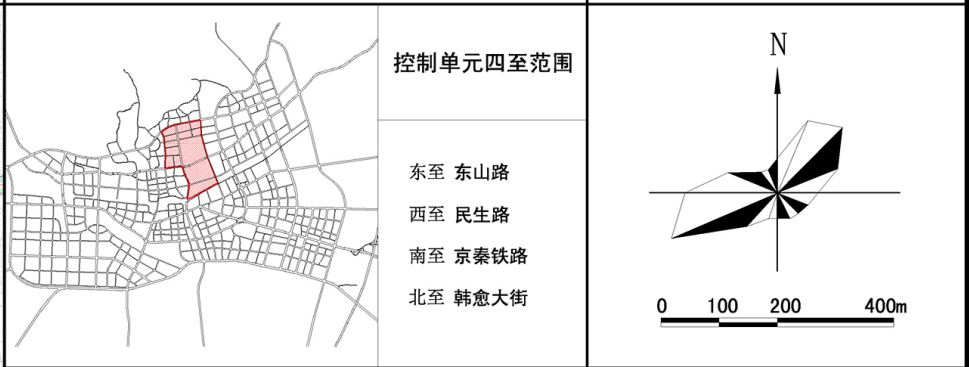 控制单元四至范围
东至 东山路
西至 民生路
南至 京秦铁路
北至 韩愈大街
N
0 100 200 400m